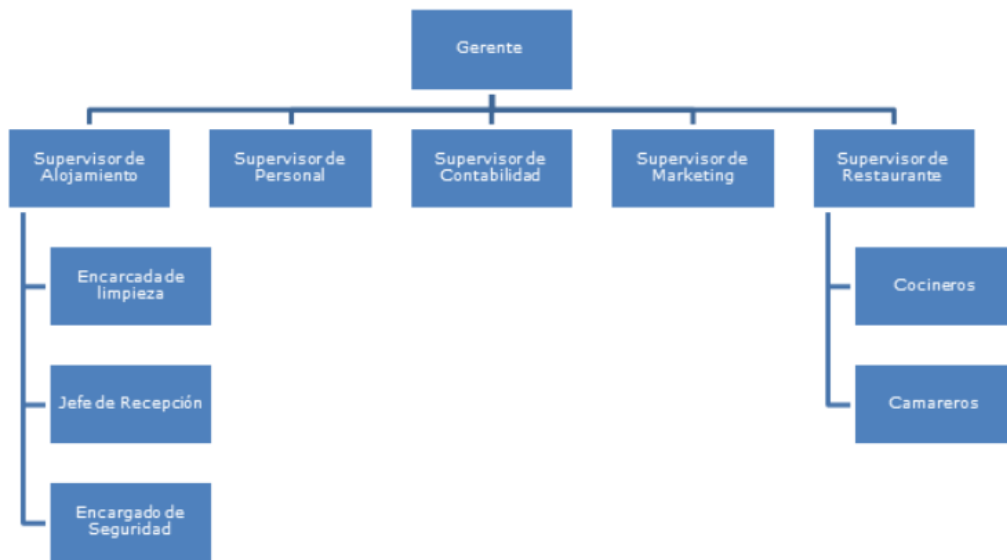 Gerente
Supervisor de
Alojamiento
Supervisor de
Personal
Supervisor de
Contabilidad
Supervisor de
Marketing
Supervisor de
Restaurante
Encarcada de
limpieza
Jefe de Recepción
Encargado de
Seguridad
Cocineros
Camareros